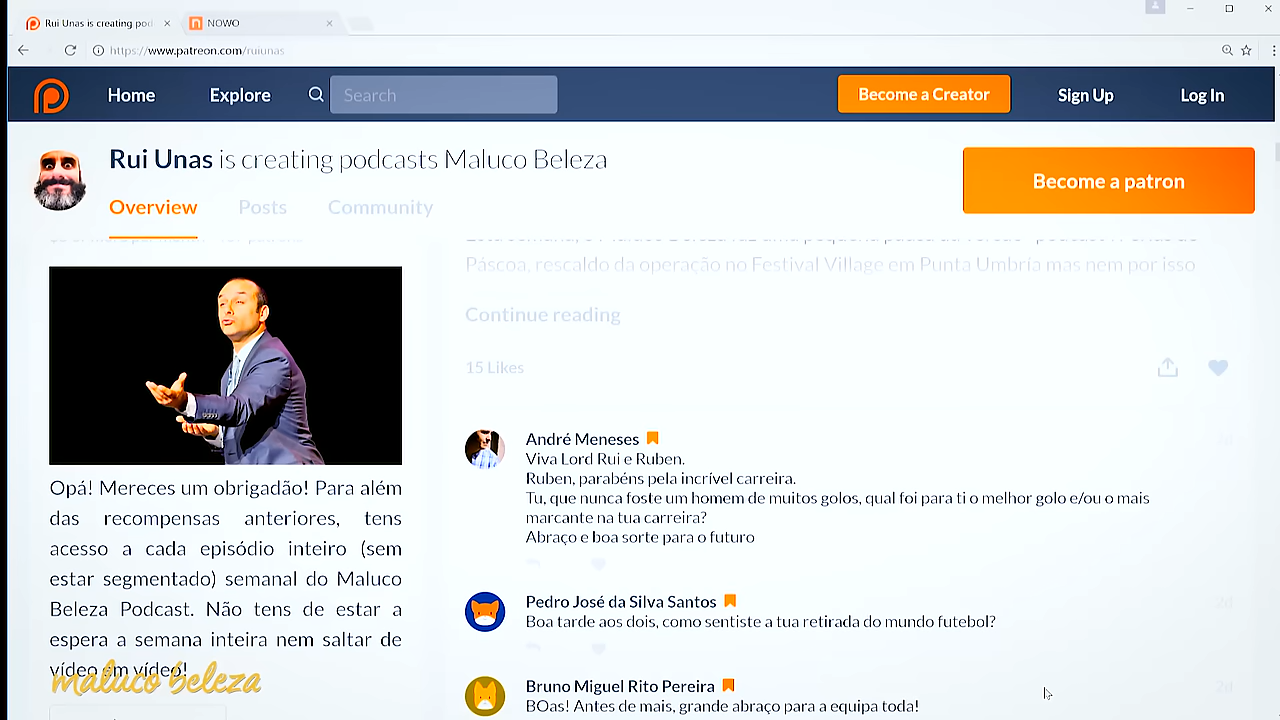 Rui Unas is creating pod
NOWO
https://www.patreon.com/ruiunas
Home
Explore
Search
Become a Creator
Sign Up
Log In
Rui Unas is creating podcasts Maluco Beleza
Become a patron
Overview
Posts
Community
Páscoa, rescaldo da operação no Festival Village em Punta Umbría mas nem por isso
Continue reading
15 Likes
Opá! Mereces um obrigadão! Para além
das recompensas anteriores, tens
acesso a cada episódio inteiro (sem
estar segmentado) semanal do Maluco
Beleza Podcast. Não tens de estar a
espera a semana inteira nem saltar de
vídeo em vídeo!
maluco beleza
André Meneses
Viva Lord Rui e Ruben.
Ruben, parabéns pela incrível carreira.
Tu, que nunca foste um homem de muitos golos, qual foi para ti o melhor golo e/ou o mais
marcante na tua carreira?
Abraço e boa sorte para o futuro
Pedro José da Silva Santos
2d
Boa tarde aos dois, como sentiste a tua retirada do mundo futebol?
Bruno Miguel Rito Pereira
2d
BOas! Antes de mais, grande abraço para a equipa toda!